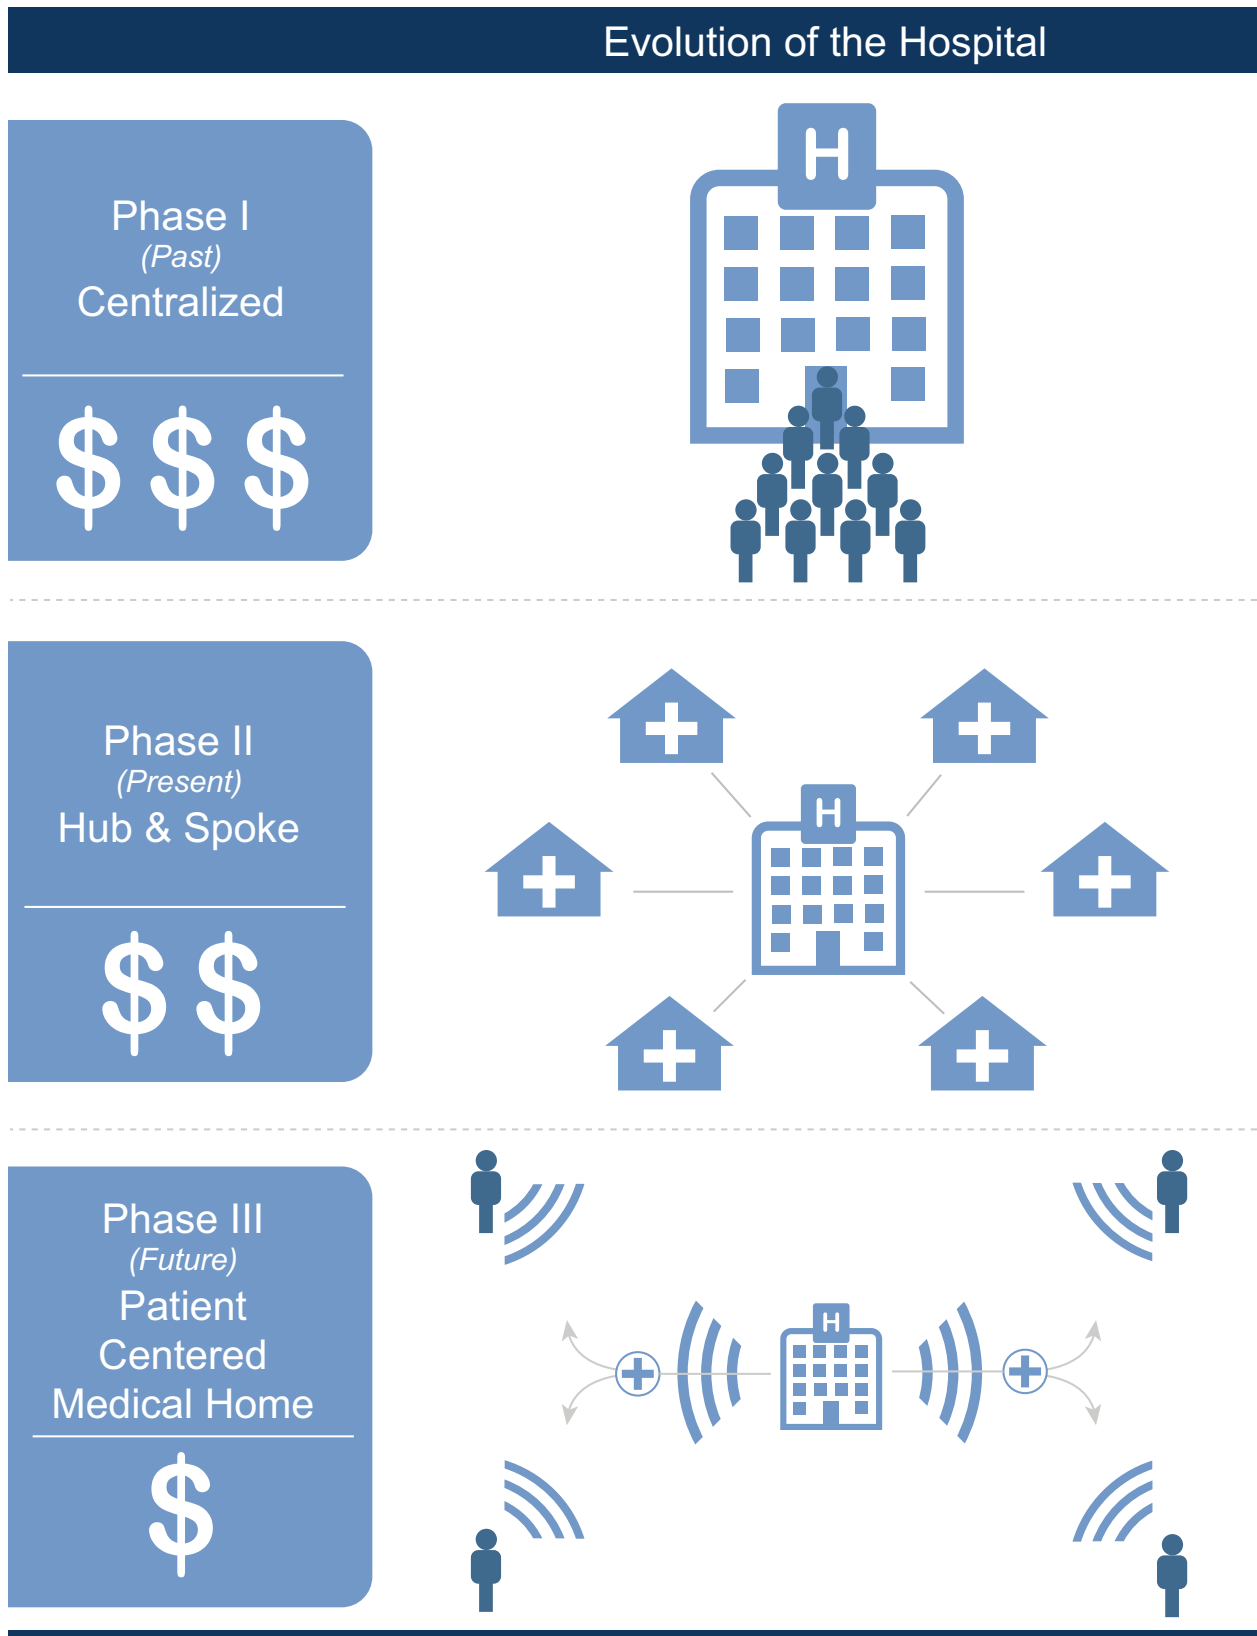 Evolution of the Hospital
H
Phase I
(Past)
Centralized
$ $ $
Phase II
(Present)
Hub & Spoke
$ $
H
Phase III
(Future)
Patient
Centered
Medical Home
$
H